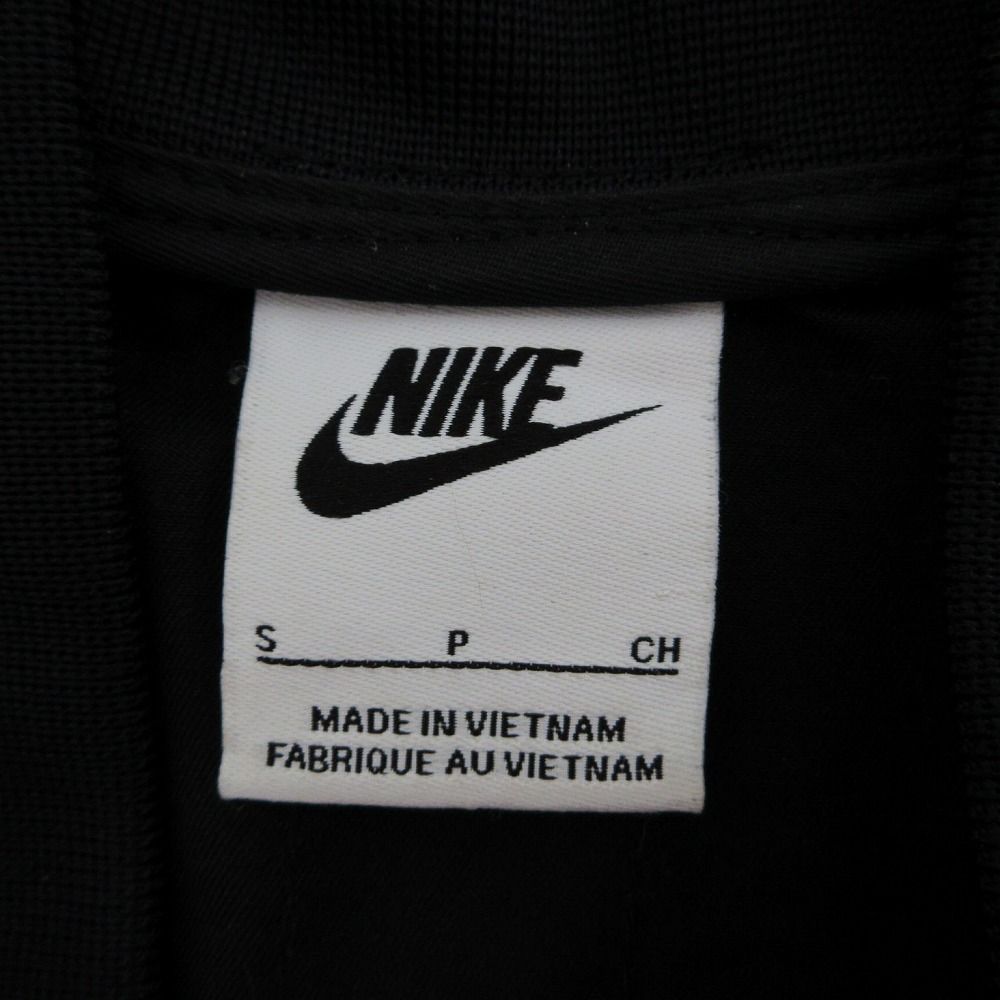 NIKE
S P CH
MADE IN VIETNAM
FABRIQUE AU VIETNAM